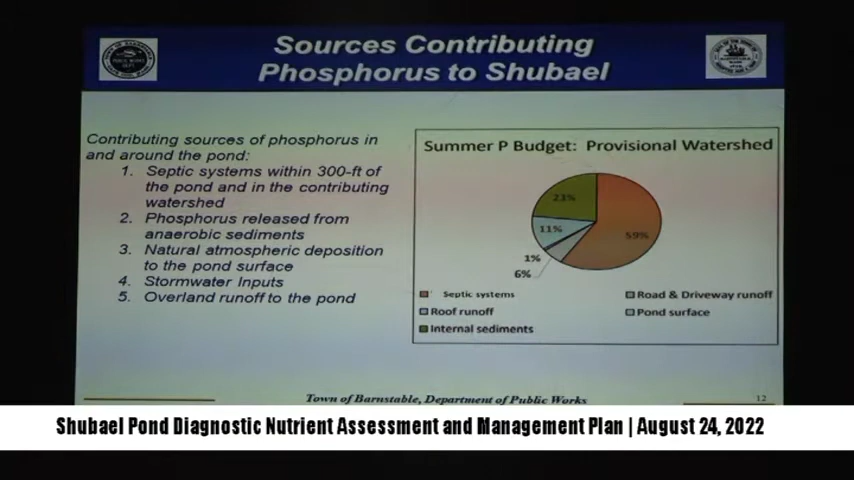 Sources Contributing
Phosphorus to Shubael
Contributing sources of phosphorus in
and around the pond:
1. Septic systems within 300-ft of
the pond and in the contributing
watershed
2. Phosphorus released from
anaerobic sediments
3. Natural atmospheric deposition
to the pond surface
4. Stormwater Inputs
5. Overland runoff to the pond
Summer P Budget: Provisional Watershed
23%
11%
59%
1%
6%
Septic systems
Road & Driveway runoff
Roof runoff
Pond surface
Internal sediments
Town of Barnstable, Department of Public Works
12
Shubael Pond Diagnostic Nutrient Assessment and Management Plan | August 24, 2022